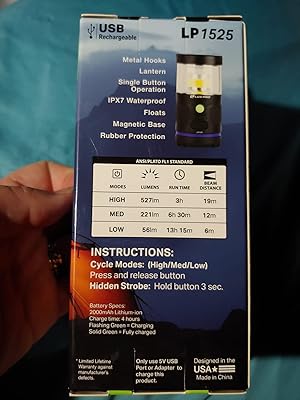 USB
Rechargeable
LP1525
Metal Hooks
Lantern
Single Button
Operation
IPX7 Waterproof
Floats
Magnetic Base
Rubber Protection
ANSI/PLATO FL1 STANDARD
MODES LUMENS RUN TIME BEAM
DISTANCE
HIGH 527lm 3h 19m
MED 221lm 6h 30m 12m
LOW 56lm 13h 15m 6m
INSTRUCTIONS:
Cycle Modes: (High/Med/Low)
Press and release button
Hidden Strobe: Hold button 3 sec.
Battery Specs:
2000mAh Lithium-ion
Charge time: 4 hours
Flashing Green = Charging
Solid Green = Fully charged
* Limited Lifetime
Warranty against
manufacturer's
defects.
Only use 5V USB
Port or Adapter to
charge this
product.
Designed in the
USA
Made in China